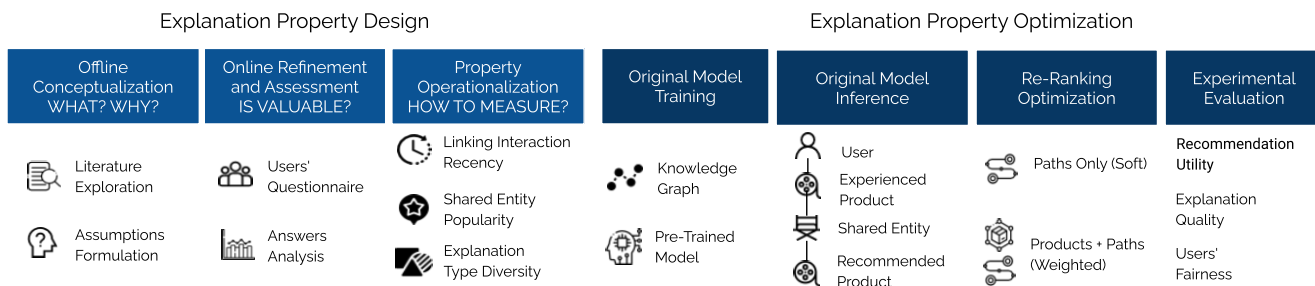 Explanation Property Design
Offline
Conceptualization
WHAT? WHY?
Online Refinement
and Assessment
IS VALUABLE?
Property
Operationalization
HOW TO MEASURE?
Literature
Exploration
Assumptions
Formulation
Users'
Questionnaire
Answers
Analysis
Linking Interaction
Recency
Shared Entity
Popularity
Explanation
Type Diversity
Explanation Property Optimization
Original Model
Training
Original Model
Inference
Re-Ranking
Optimization
Experimental
Evaluation
Knowledge
Graph
Pre-Trained
Model
User
Experienced
Product
Shared Entity
Recommended
Product
Paths Only (Soft)
Products + Paths
(Weighted)
Recommendation
Utility
Explanation
Quality
Users'
Fairness